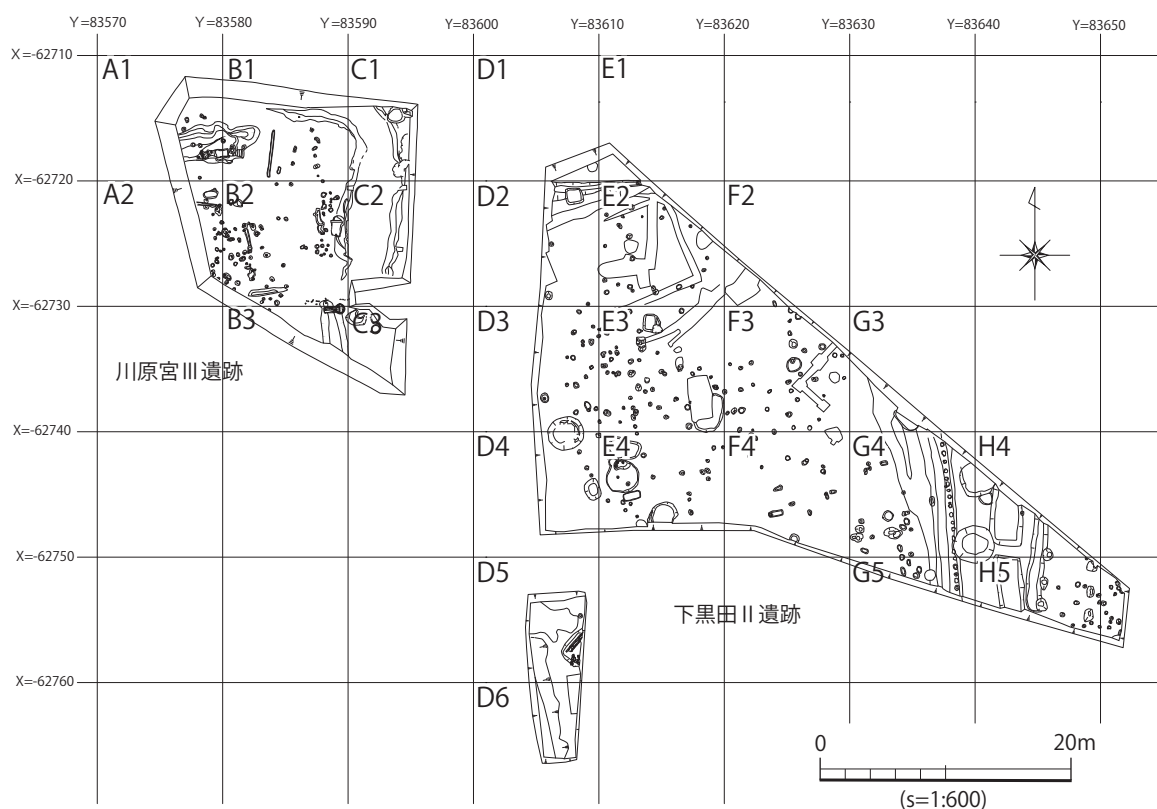 Y=83570 Y=83580 Y=83590 Y=83600 Y=83610 Y=83620 Y=83630 Y=83640 Y=83650
X=-62710
A1 B1 C1 D1 E1
X=-62720
A2 B2 C2 D2 E2 F2
X=-62730
B3 C3 D3 E3 F3 G3
川原宮Ⅲ遺跡
X=-62740
D4 E4 F4 G4 H4
X=-62750
D5 G5 H5
下黒田Ⅱ遺跡
X=-62760
D6
0 20m
(s=1:600)